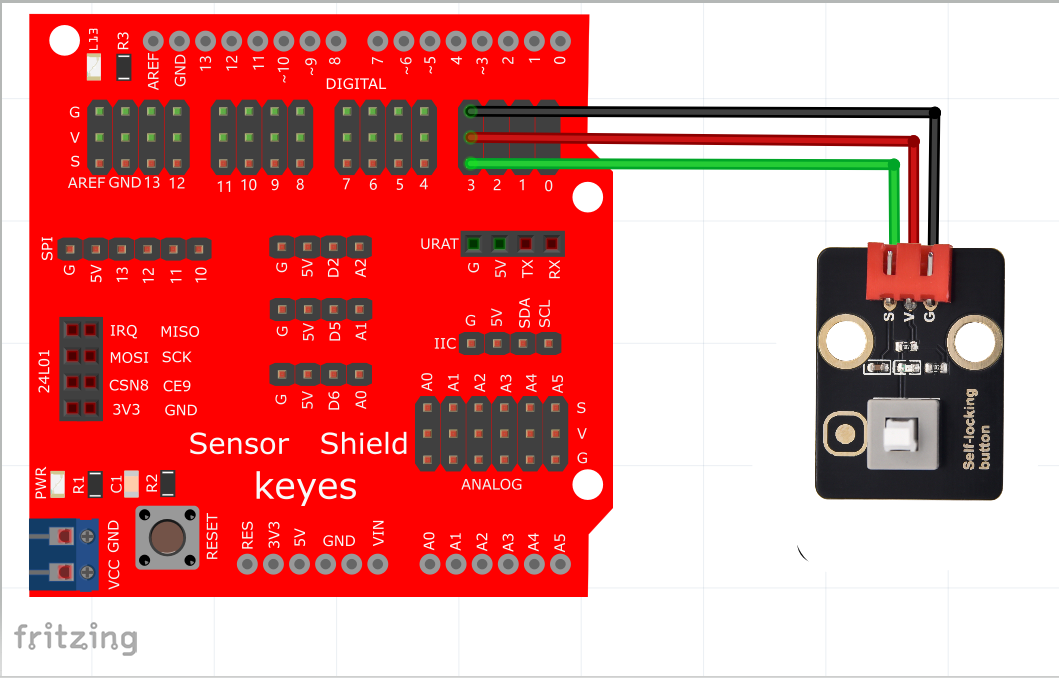 L13 R3
AREF GND 13 12 11 ~10 ~9 8 7 ~6 ~5 4 ~3 2 1 0
DIGITAL
G
V
S
AREF GND 13 12 11 10 9 8 7 6 5 4 3 2 1 0
SPI
G 5V 13 12 11 10
G 5V D2 A2
URAT
G 5V TX RX
G 5V D5 A1
G 5V SDA SCL
IIC
24L01
IRQ MISO
MOSI SCK
CSN8 CE9
3V3 GND
G 5V D6 A0
A0 A1 A2 A3 A4 A5
S
V
G
ANALOG
Sensor Shield
keyes
PWR R1 C1 R2
VCC GND
RESET
RES 3V3 5V GND VIN
A0 A1 A2 A3 A4 A5
S V G
Self-locking
button
fritzing